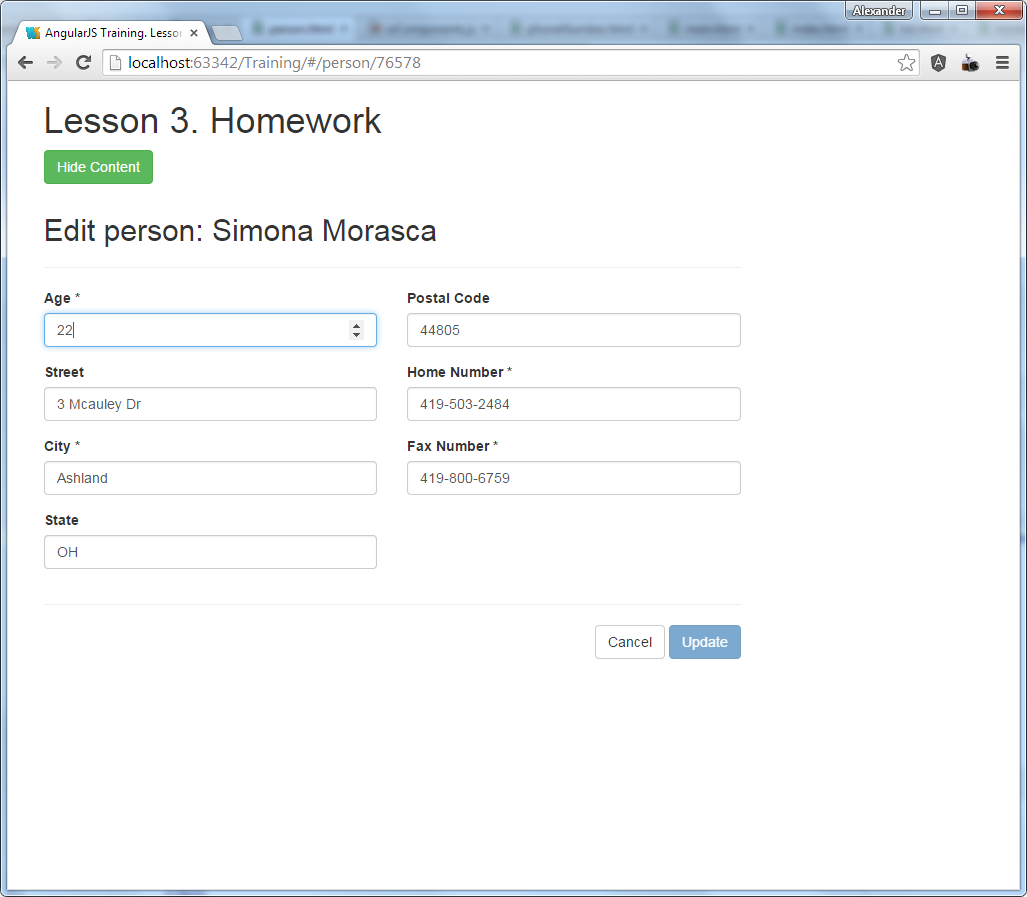 Alexander
AngularJS Training. Lesso
localhost:63342/Training/#/person/76578
Lesson 3. Homework
Hide Content
Edit person: Simona Morasca
Age *
22
Postal Code
44805
Street
3 Mcauley Dr
Home Number *
419-503-2484
City *
Ashland
Fax Number *
419-800-6759
State
OH
Cancel
Update